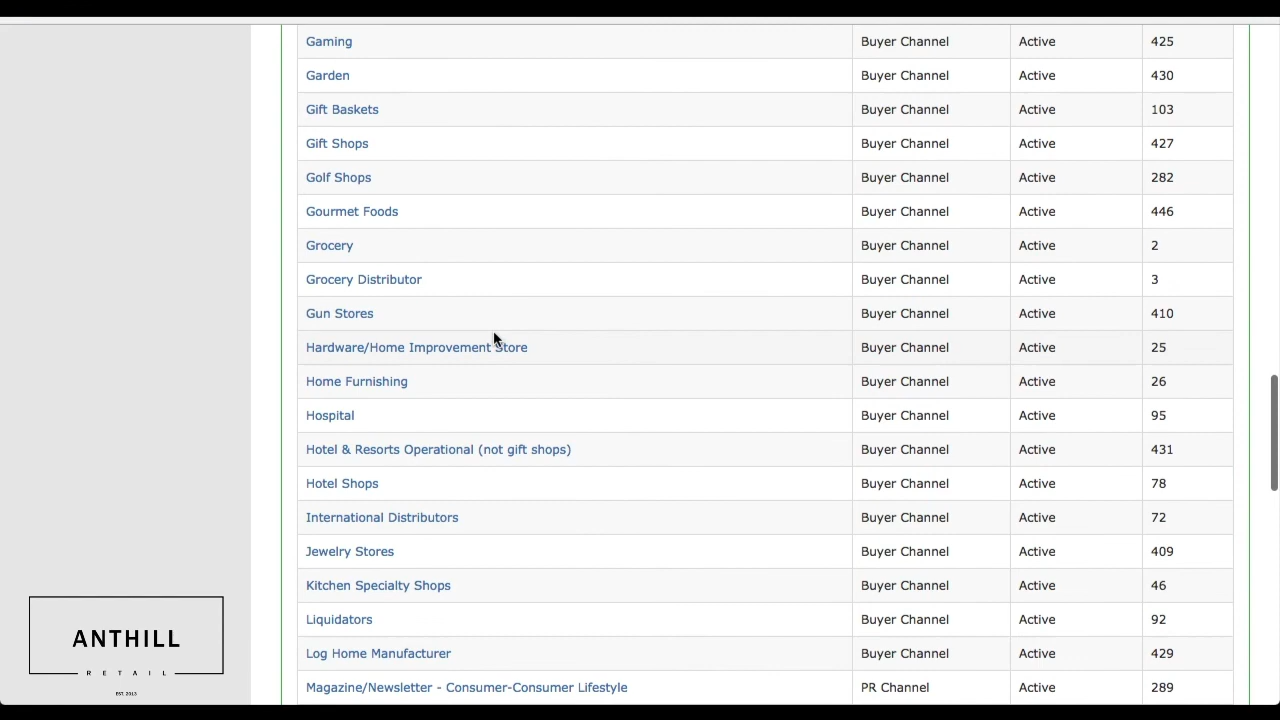 Gaming Buyer Channel Active 425
Garden Buyer Channel Active 430
Gift Baskets Buyer Channel Active 103
Gift Shops Buyer Channel Active 427
Golf Shops Buyer Channel Active 282
Gourmet Foods Buyer Channel Active 446
Grocery Buyer Channel Active 2
Grocery Distributor Buyer Channel Active 3
Gun Stores Buyer Channel Active 410
Hardware/Home Improvement Store Buyer Channel Active 25
Home Furnishing Buyer Channel Active 26
Hospital Buyer Channel Active 95
Hotel & Resorts Operational (not gift shops) Buyer Channel Active 431
Hotel Shops Buyer Channel Active 78
International Distributors Buyer Channel Active 72
Jewelry Stores Buyer Channel Active 409
Kitchen Specialty Shops Buyer Channel Active 46
Liquidators Buyer Channel Active 92
Log Home Manufacturer Buyer Channel Active 429
Magazine/Newsletter - Consumer-Consumer Lifestyle PR Channel Active 289
ANTHILL
RETAIL
EST. 2013